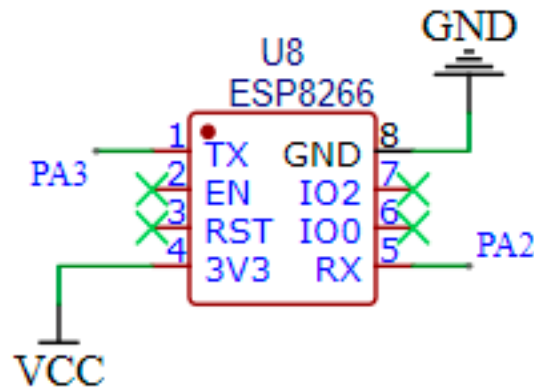 GND
U8
ESP8266
1 TX GND 8
PA3
2 EN IO2 7
3 RST IO0 6
4 3V3 RX 5
PA2
VCC